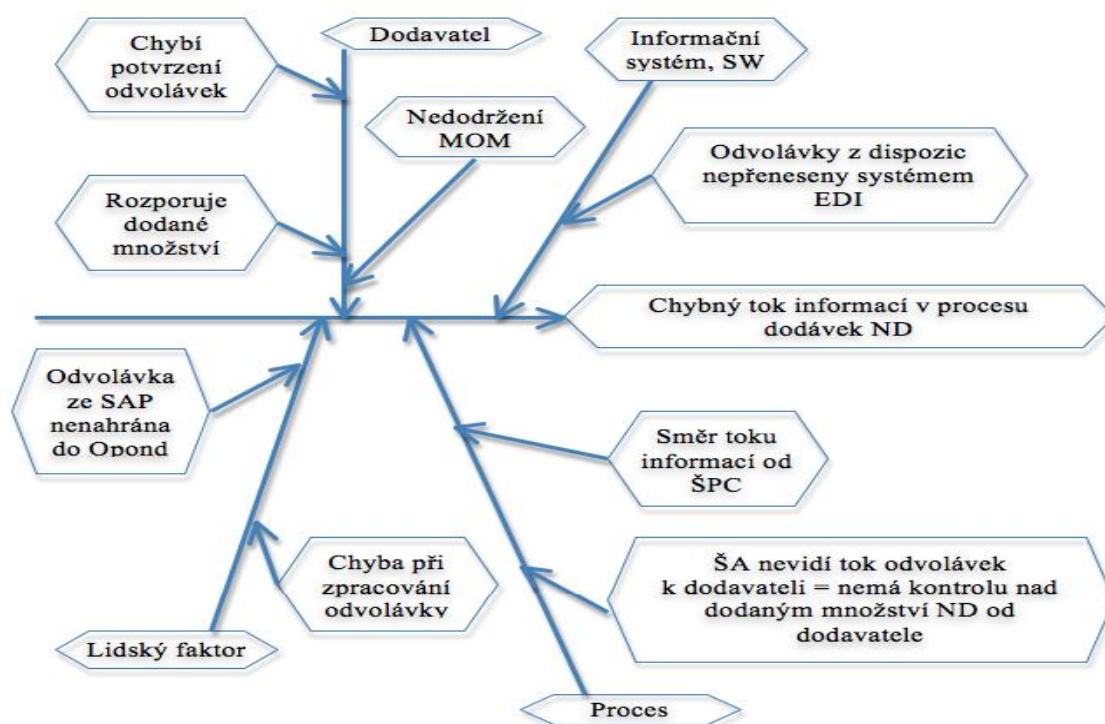 Chybí
potvrzení
odvolávek
Dodavatel
Informační
systém, SW
Nedodržení
MOM
Odvolávky z dispozic
nepřeneseny systémem
EDI
Rozporuje
dodané
množství
Chybný tok informací v procesu
dodávek ND
Odvolávka
ze SAP
nenahrána
do Opond
Směr toku
informací od
ŠPC
Chyba při
zpracování
odvolávky
ŠA nevidí tok odvolávek
k dodavateli = nemá kontrolu nad
dodaným množství ND od
dodavatele
Lidský faktor
Proces